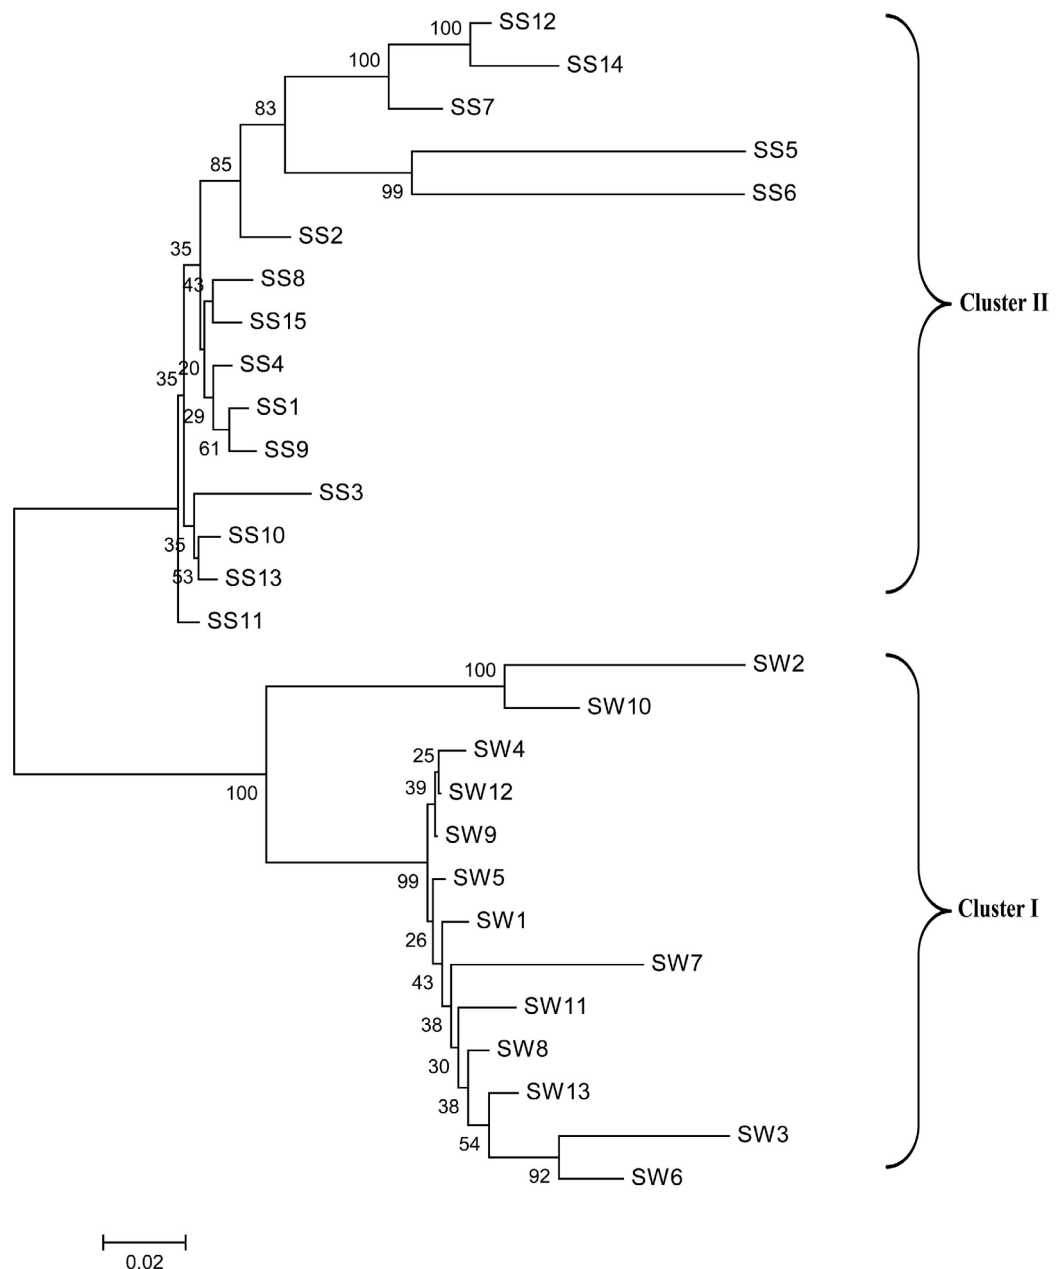 SS12
100
SS14
100
SS7
83
SS5
99
SS6
85
SS2
35
SS8
43
SS15
SS4
20
35
SS1
29
61
SS9
SS3
SS10
35
53
SS13
SS11
Cluster II
SW2
100
SW10
SW4
25
39
SW12
100
SW9
SW5
99
SW1
26
SW7
43
SW11
38
SW8
30
SW13
38
SW3
54
92
SW6
Cluster I
0.02